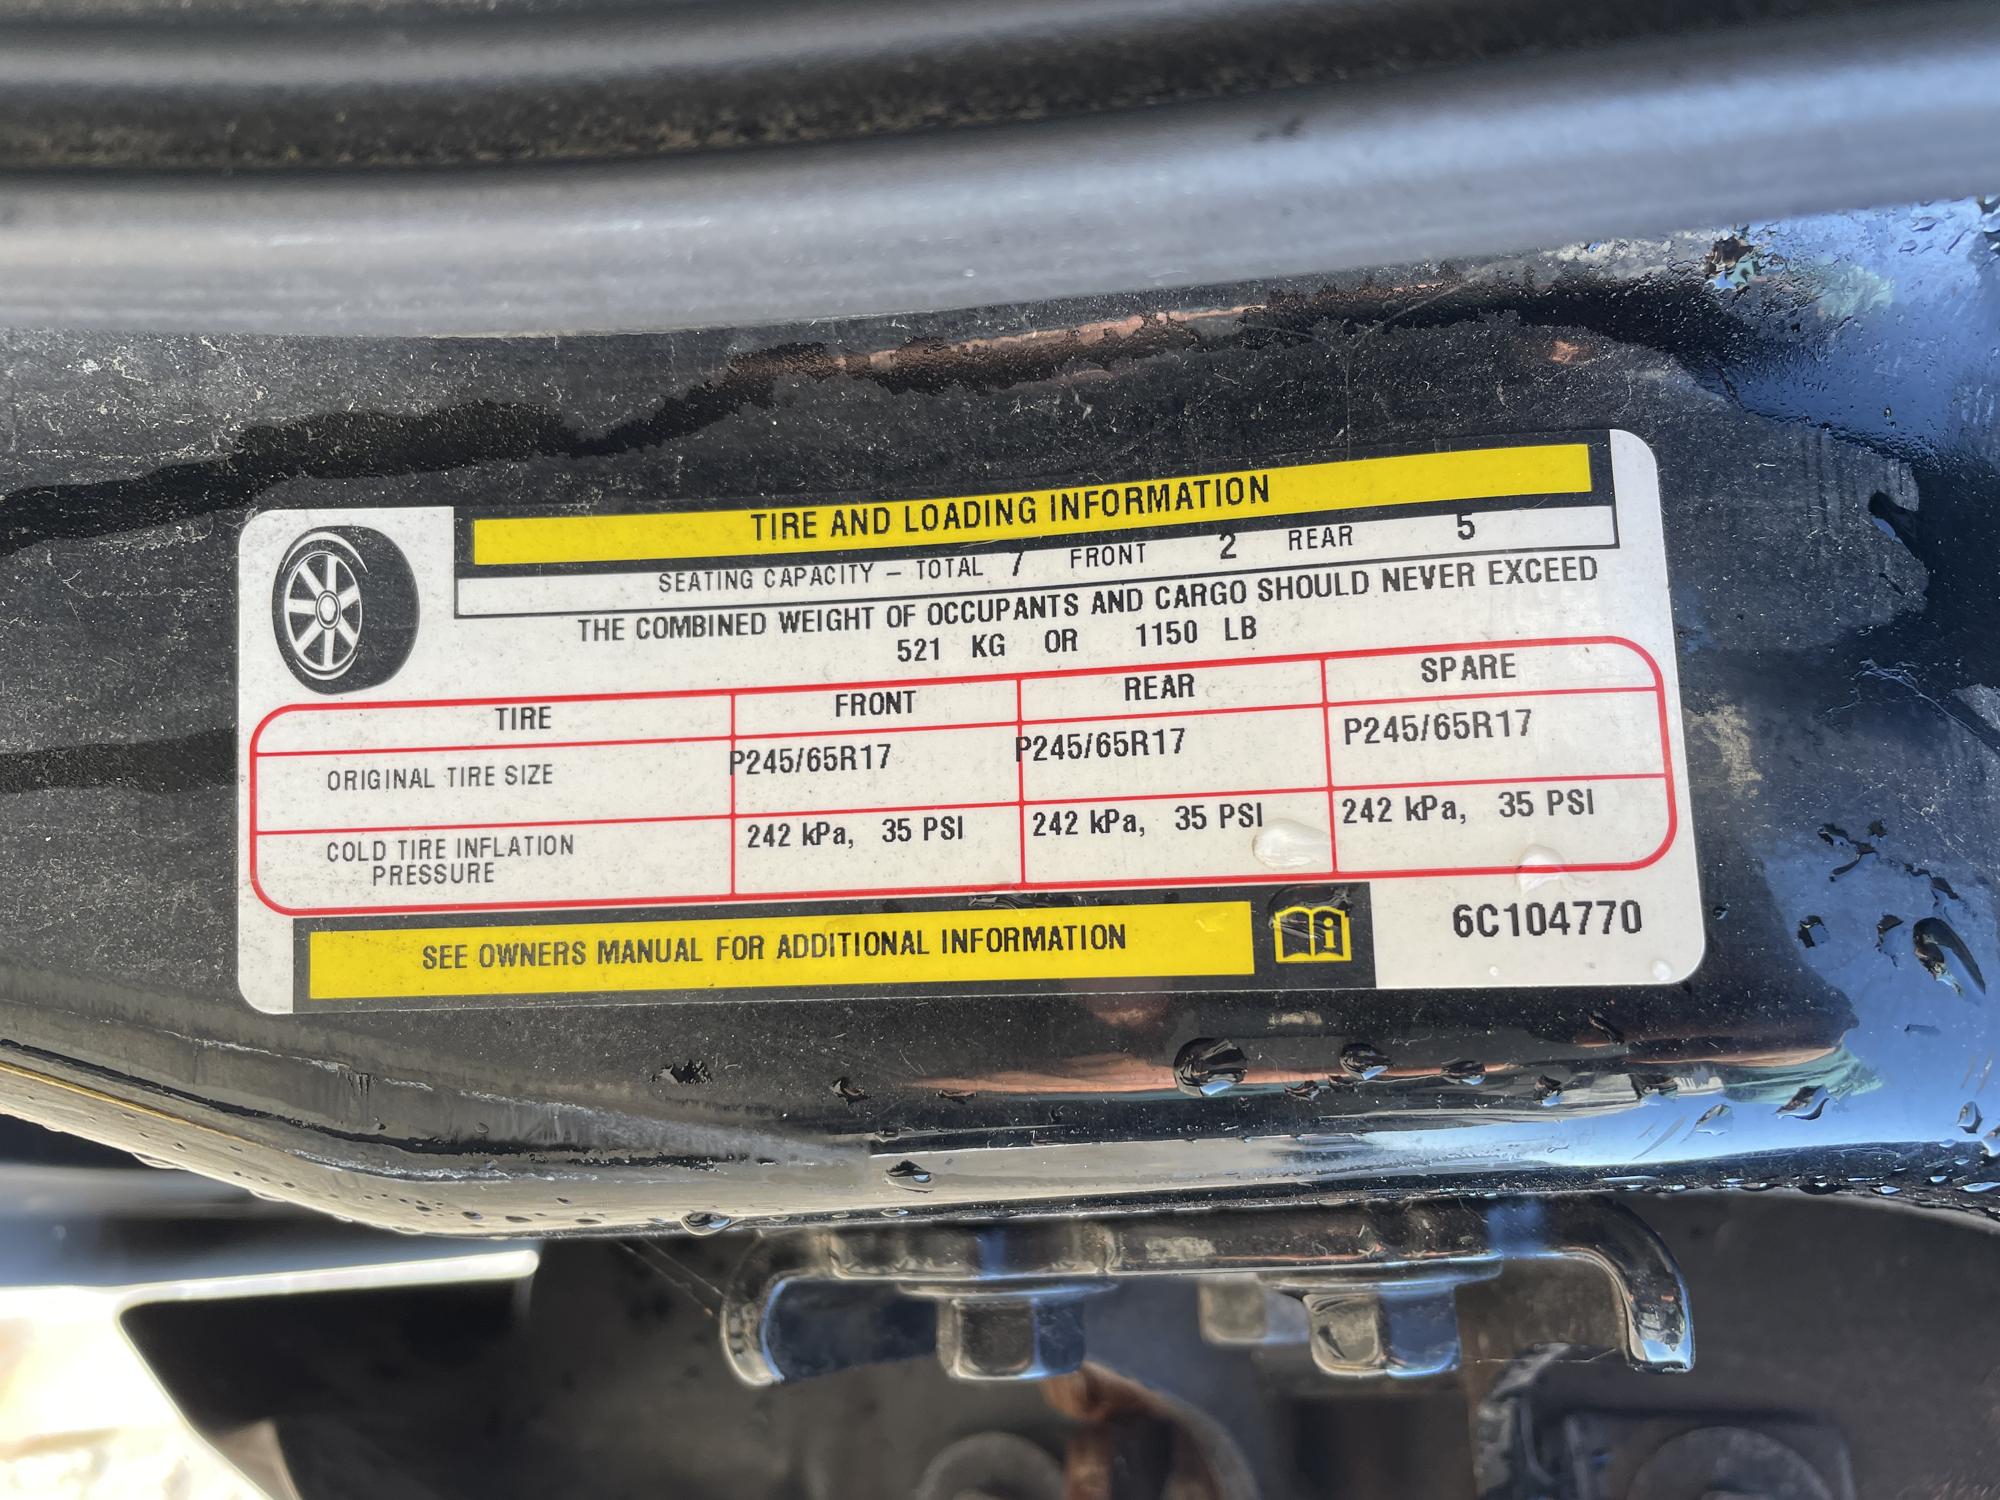 TIRE AND LOADING INFORMATION
SEATING CAPACITY – TOTAL 7 FRONT 2 REAR 5
THE COMBINED WEIGHT OF OCCUPANTS AND CARGO SHOULD NEVER EXCEED
521 KG OR 1150 LB
TIRE FRONT REAR SPARE
ORIGINAL TIRE SIZE P245/65R17 P245/65R17 P245/65R17
COLD TIRE INFLATION PRESSURE 242 kPa, 35 PSI 242 kPa, 35 PSI 242 kPa, 35 PSI
SEE OWNERS MANUAL FOR ADDITIONAL INFORMATION
6C104770